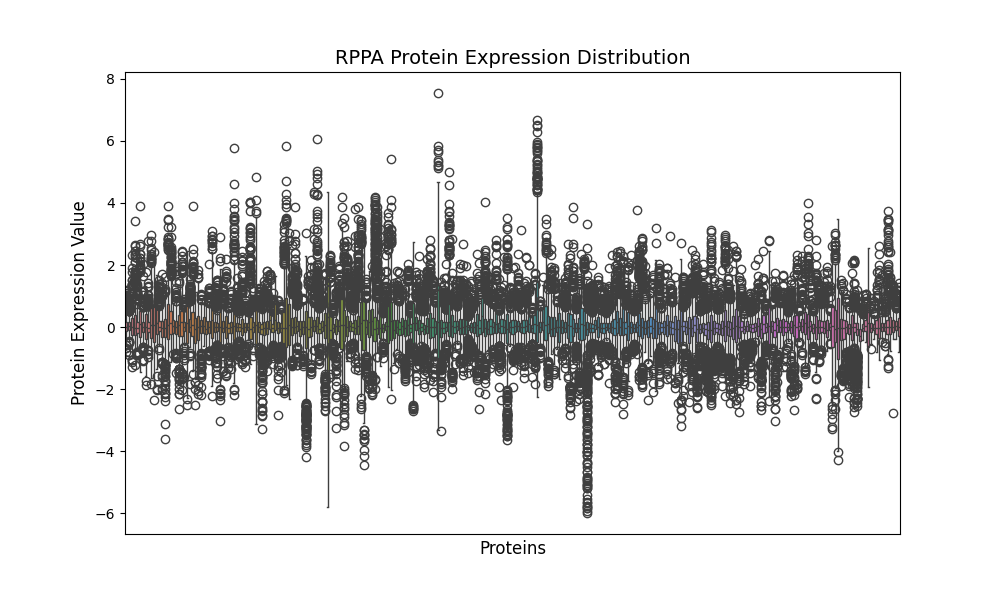 RPPA Protein Expression Distribution
8
6
4
2
0
−2
−4
−6
Protein Expression Value
Proteins